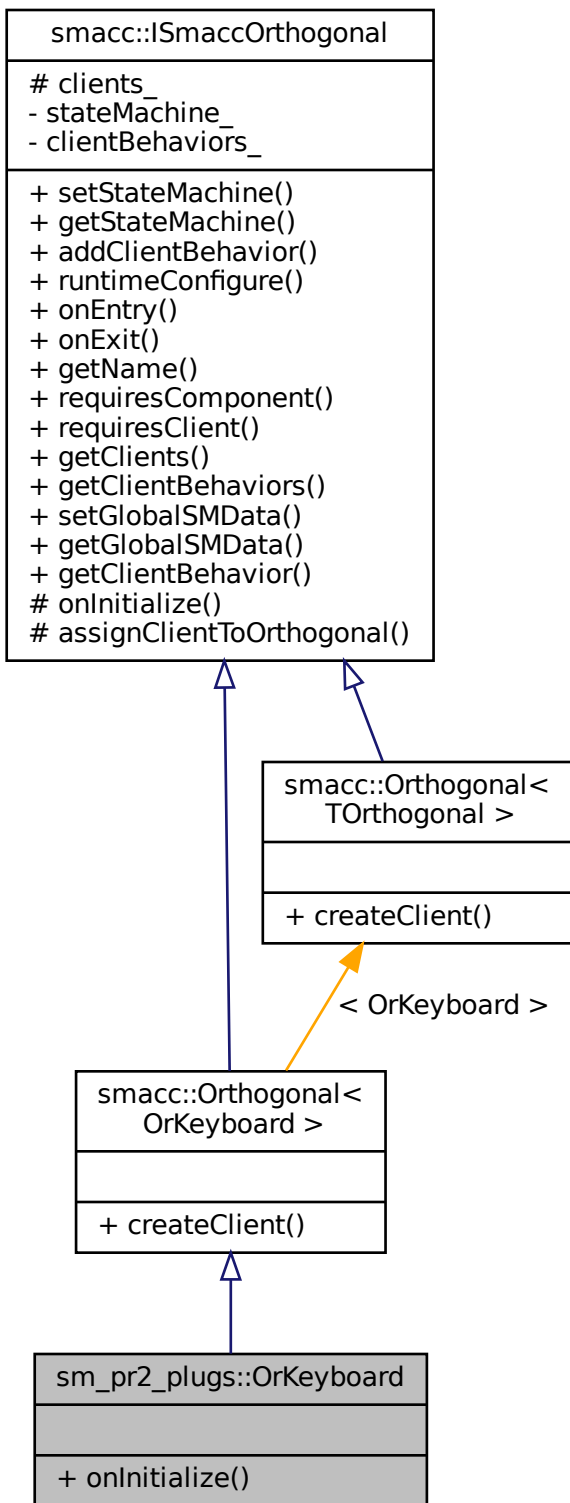 smacc::ISmaccOrthogonal
# clients_
- stateMachine_
- clientBehaviors_
+ setStateMachine()
+ getStateMachine()
+ addClientBehavior()
+ runtimeConfigure()
+ onEntry()
+ onExit()
+ getName()
+ requiresComponent()
+ requiresClient()
+ getClients()
+ getClientBehaviors()
+ setGlobalSMData()
+ getGlobalSMData()
+ getClientBehavior()
# onInitialize()
# assignClientToOrthogonal()
smacc::Orthogonal<
TOrthogonal >
+ createClient()
< OrKeyboard >
smacc::Orthogonal<
OrKeyboard >
+ createClient()
sm_pr2_plugs::OrKeyboard
+ onInitialize()